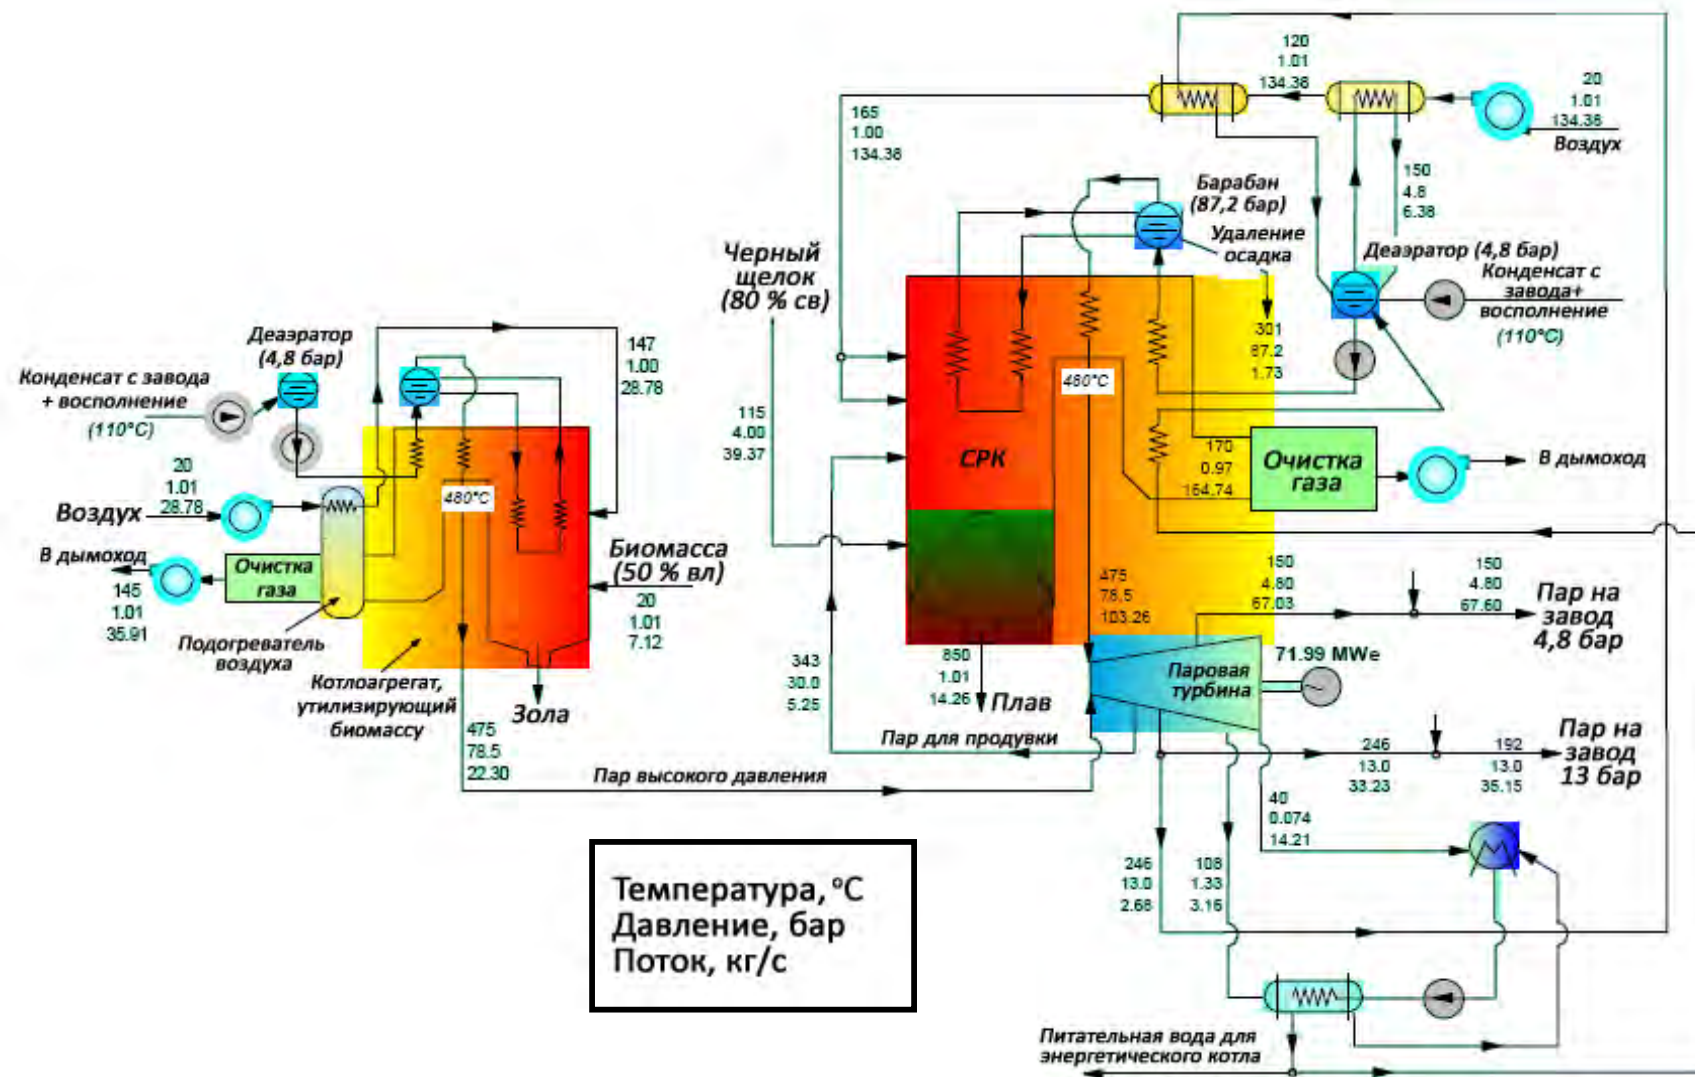 120
1.01
134.38
20
1.01
134.38
Воздух
165
1.00
134.38
150
4.8
6.38
Барабан
(87,2 бар)
Удаление
осадка
Деаэратор (4,8 бар)
Конденсат с
завода+
восполнение
(110°C)
Черный
щелок
(80 % св)
301
87.2
1.73
Деаэратор
(4,8 бар)
147
1.00
28.78
Конденсат с завода
+ восполнение
(110°C)
480°C
115
4.00
39.37
СРК
170
0.97
164.74
Очистка
газа
В дымоход
20
1.01
28.78
Воздух
480°C
В дымоход
145
1.01
35.91
Очистка
газа
Биомасса
(50 % вл)
20
1.01
7.12
Подогреватель
воздуха
Котлоагрегат,
утилизирующий
биомассу
Зола
475
78.5
103.26
150
4.80
67.03
150
4.80
67.60
Пар на
завод
4,8 бар
343
30.0
5.25
850
1.01
14.26
Плав
Паровая
турбина
71.99 MWe
475
78.5
22.30
Пар для продувки
Пар высокого давления
246
13.0
33.23
192
13.0
35.15
Пар на
завод
13 бар
40
0.074
14.21
246
13.0
2.68
108
1.33
3.16
Температура, °C
Давление, бар
Поток, кг/с
Питательная вода для
энергетического котла